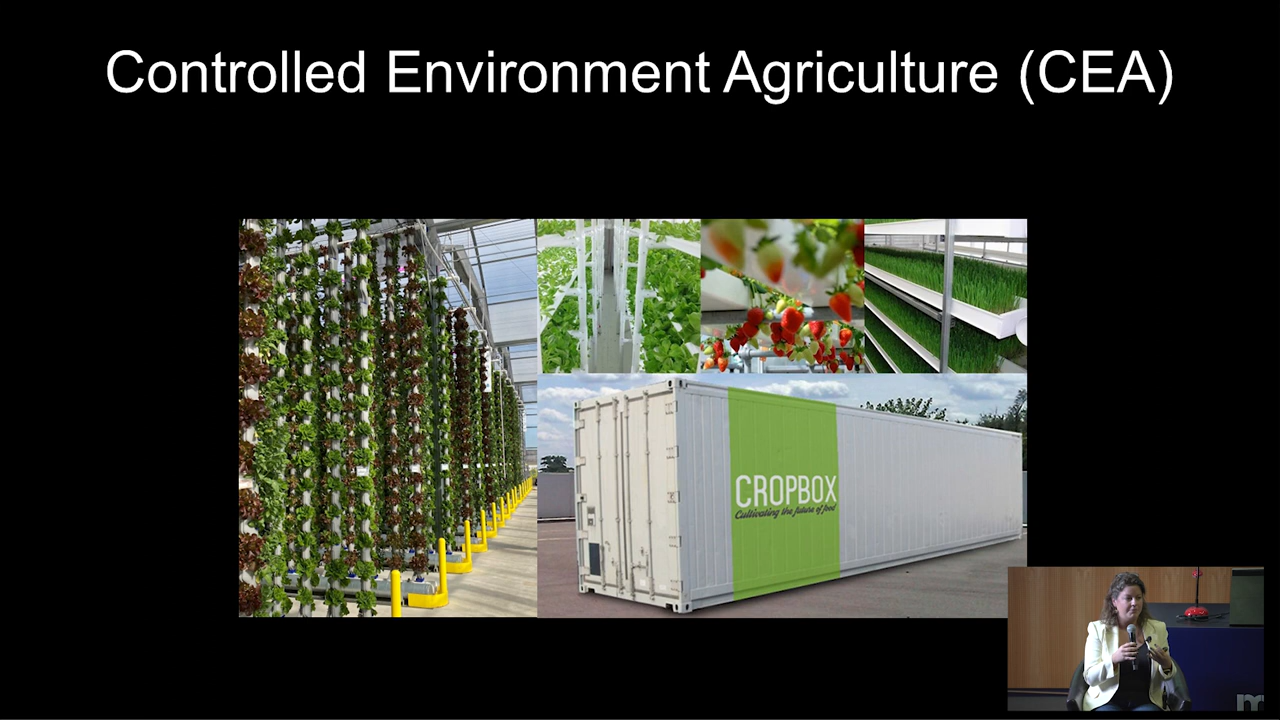 Controlled Environment Agriculture (CEA)
CROPBOX
Cultivating the future of food
m